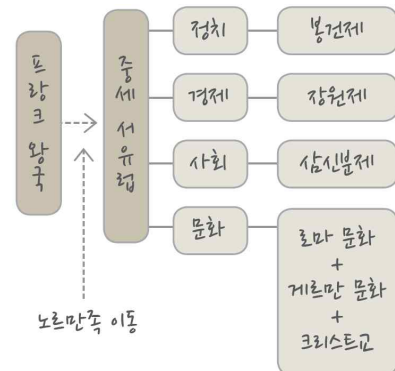 프랑크 왕국
중세 서유럽
정치
봉건제
경제
장원제
사회
삼신분제
문화
로마 문화
+
게르만 문화
+
크리스트교
노르만족 이동